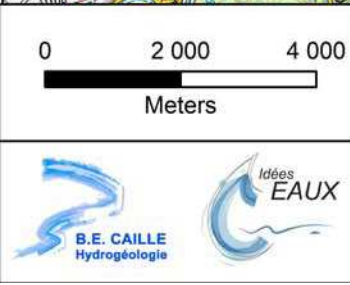 0 2 000 4 000
Meters
B.E. CAILLE
Hydrogéologie
Idées
EAUX